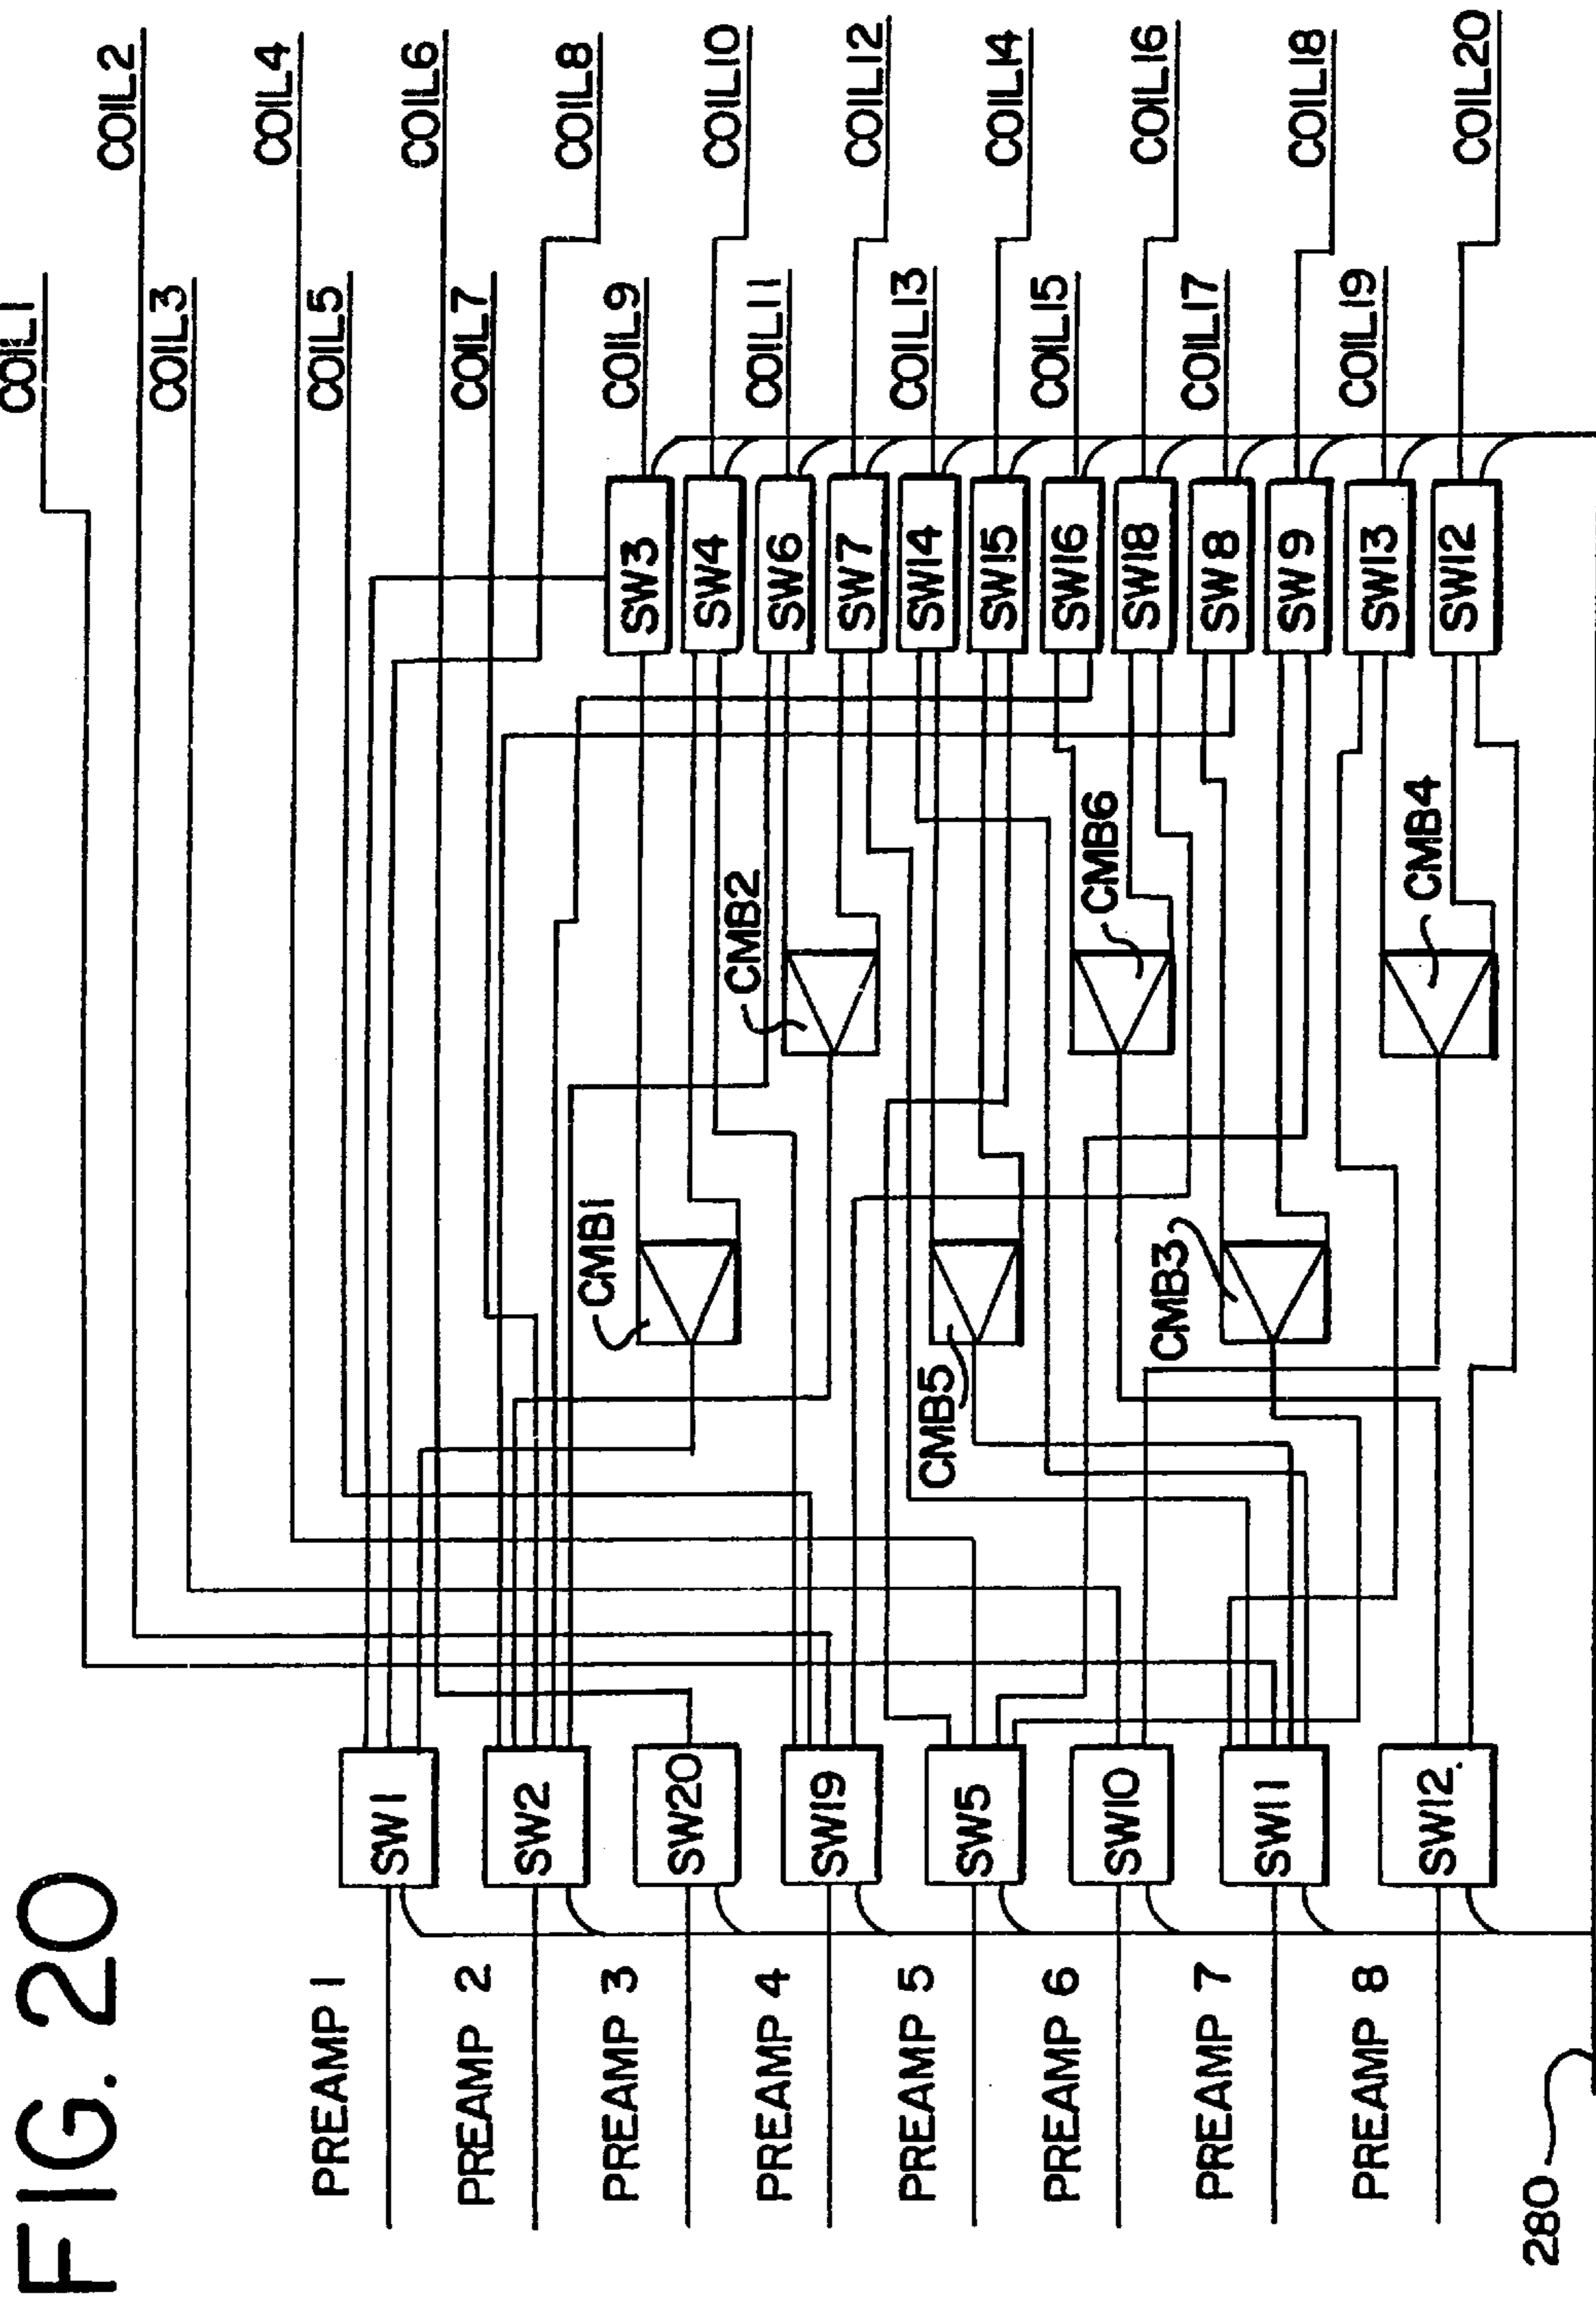 FIG. 20
COIL1
COIL2
COIL3
COIL4
COIL5
COIL6
COIL7
COIL8
COIL9
COIL10
COIL11
COIL12
COIL13
COIL14
COIL15
COIL16
COIL17
COIL18
COIL19
COIL20
SW3
SW4
SW6
SW7
SW14
SW15
SW16
SW18
SW8
SW9
SW13
SW12
CMB1
CMB2
CMB5
CMB6
CMB3
CMB4
SW1
SW2
SW20
SW19
SW5
SW10
SW11
SW12.
PREAMP 1
PREAMP 2
PREAMP 3
PREAMP 4
PREAMP 5
PREAMP 6
PREAMP 7
PREAMP 8
280